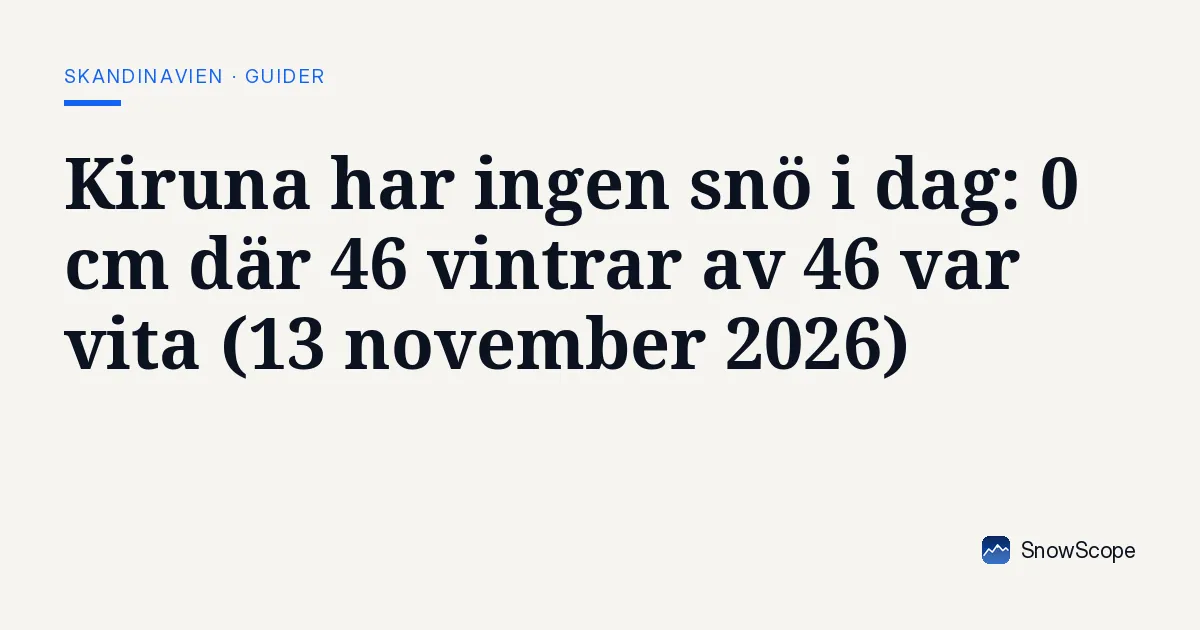 SKANDINAVIEN · GUIDER
Kiruna har ingen snö i dag: 0
cm där 46 vintrar av 46 var
vita (13 november 2026)
SnowScope